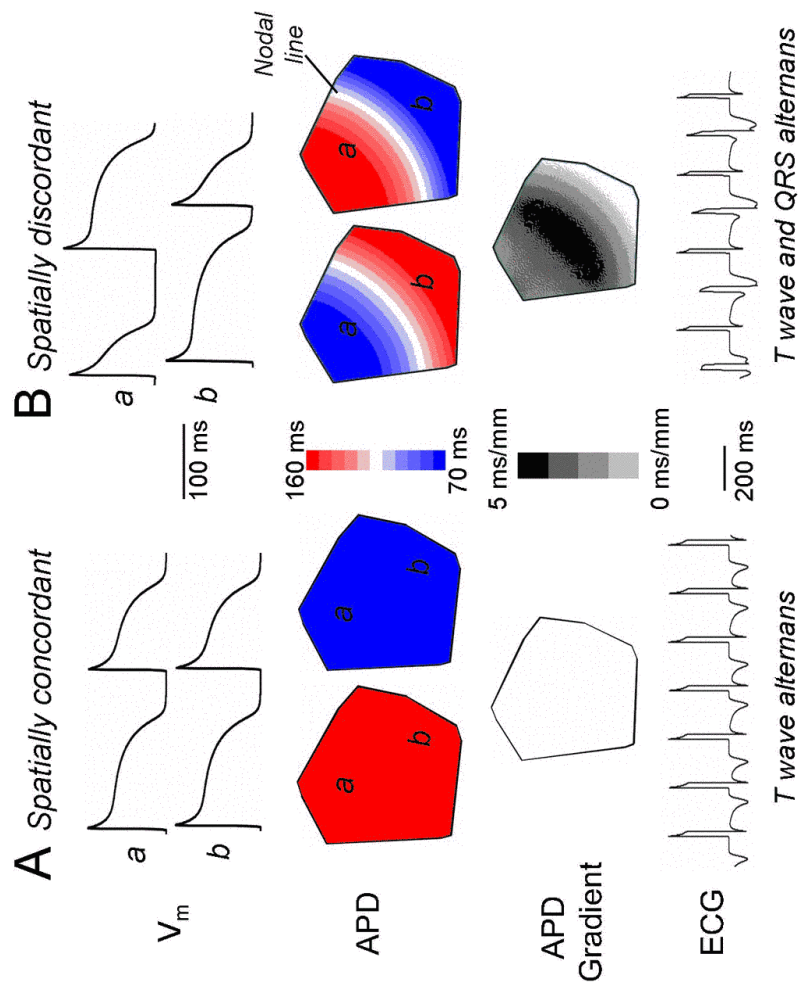 A Spatially concordant
B Spatially discordant
Vm
a
b
a
b
100 ms
APD
a
b
a
b
160 ms
70 ms
a
b
a
b
Nodal
line
APD
Gradient
5 ms/mm
0 ms/mm
ECG
200 ms
T wave alternans
T wave and QRS alternans